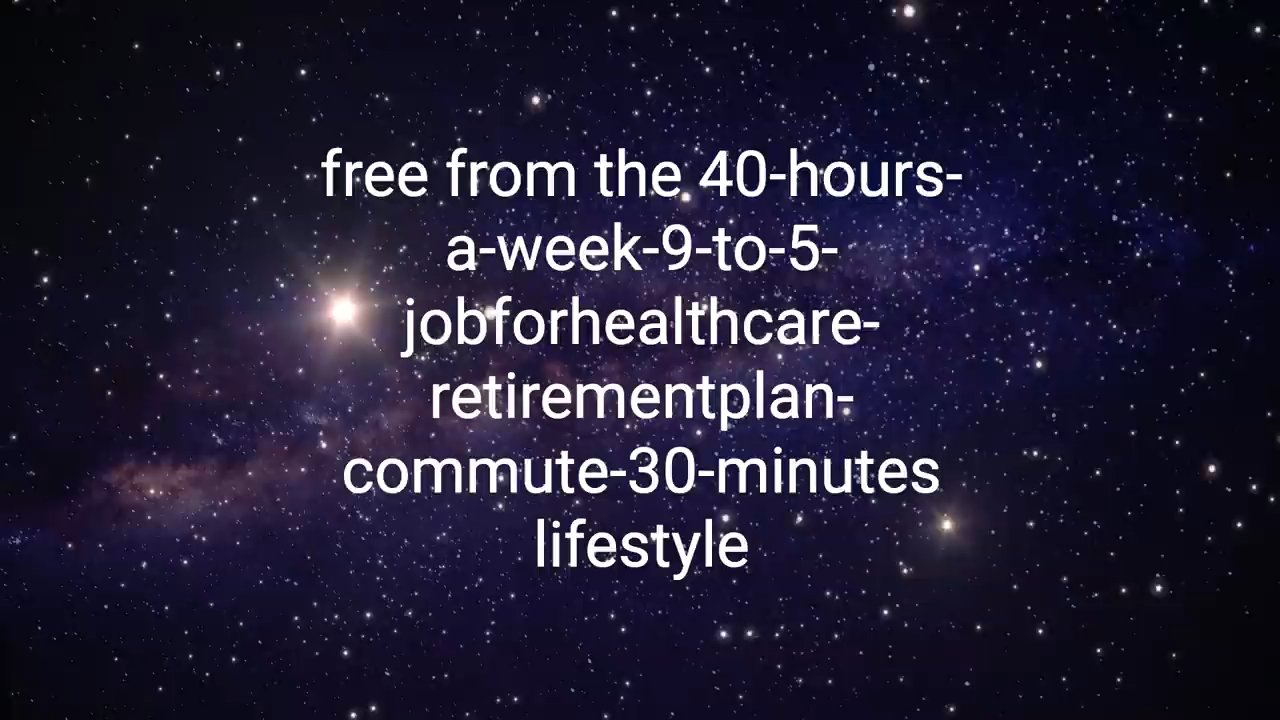 free from the 40-hours-
a-week-9-to-5-
jobforhealthcare-
retirementplan-
commute-30-minutes
lifestyle